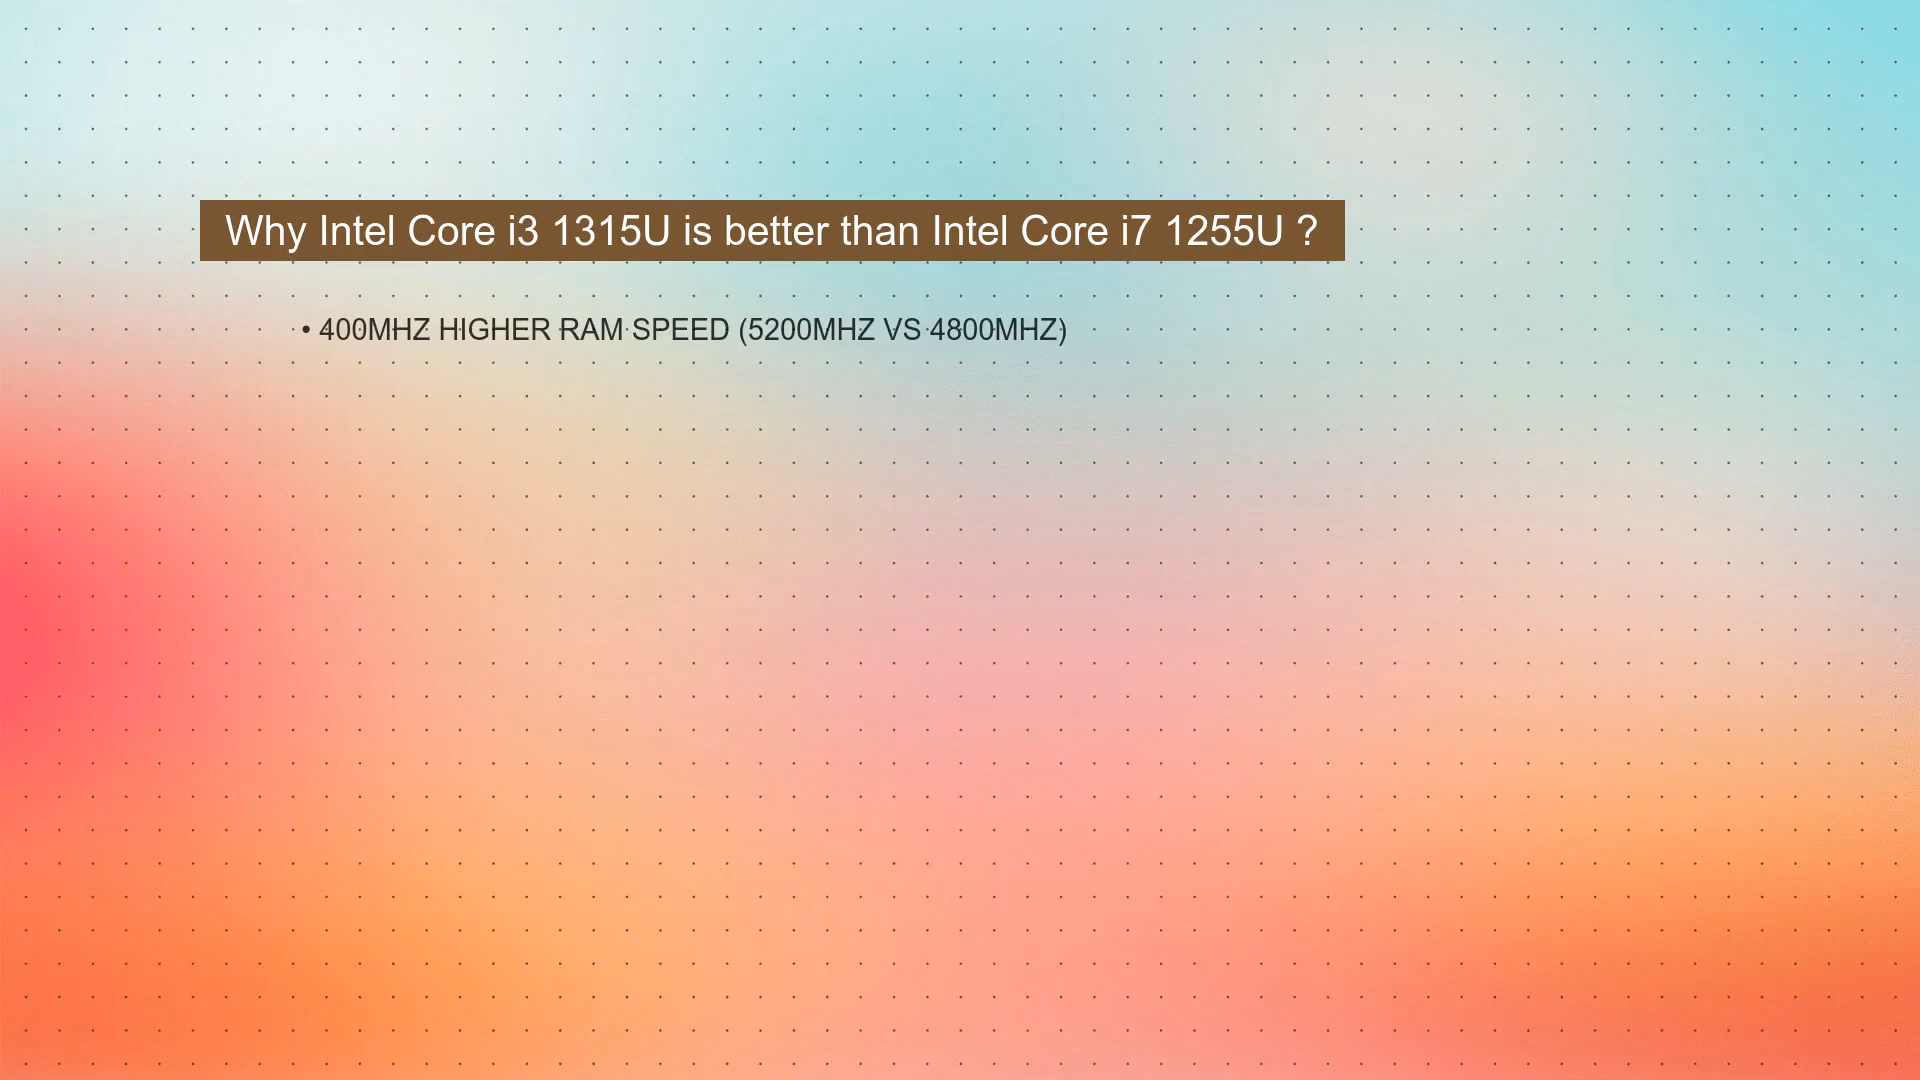 Why Intel Core i3 1315U is better than Intel Core i7 1255U ?
• 400MHZ HIGHER RAM SPEED (5200MHZ VS 4800MHZ)